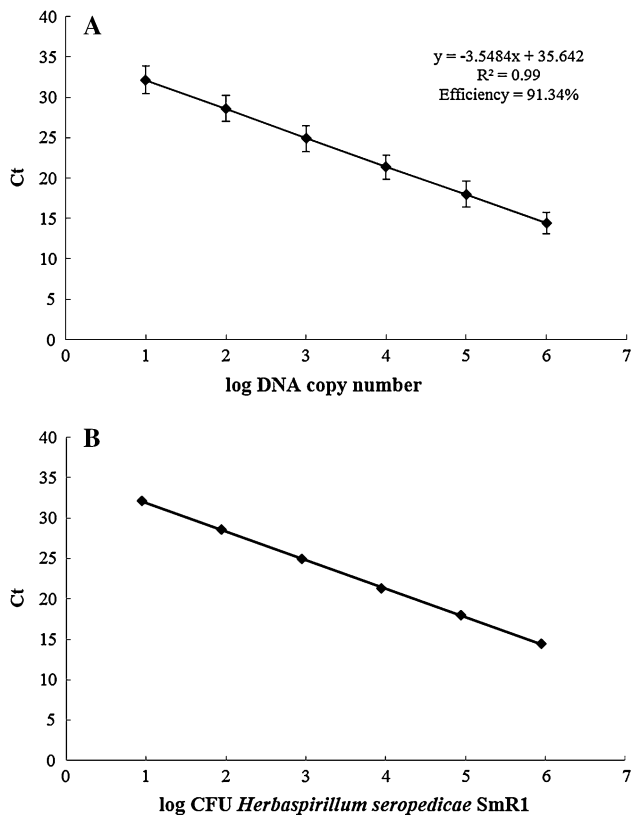 A
40
35
30
25
20
15
10
5
0
Ct
y = -3.5484x + 35.642
R² = 0.99
Efficiency = 91.34%
0 1 2 3 4 5 6 7
log DNA copy number
B
40
35
30
25
20
15
10
5
0
Ct
0 1 2 3 4 5 6 7
log CFU Herbaspirillum seropedicae SmR1